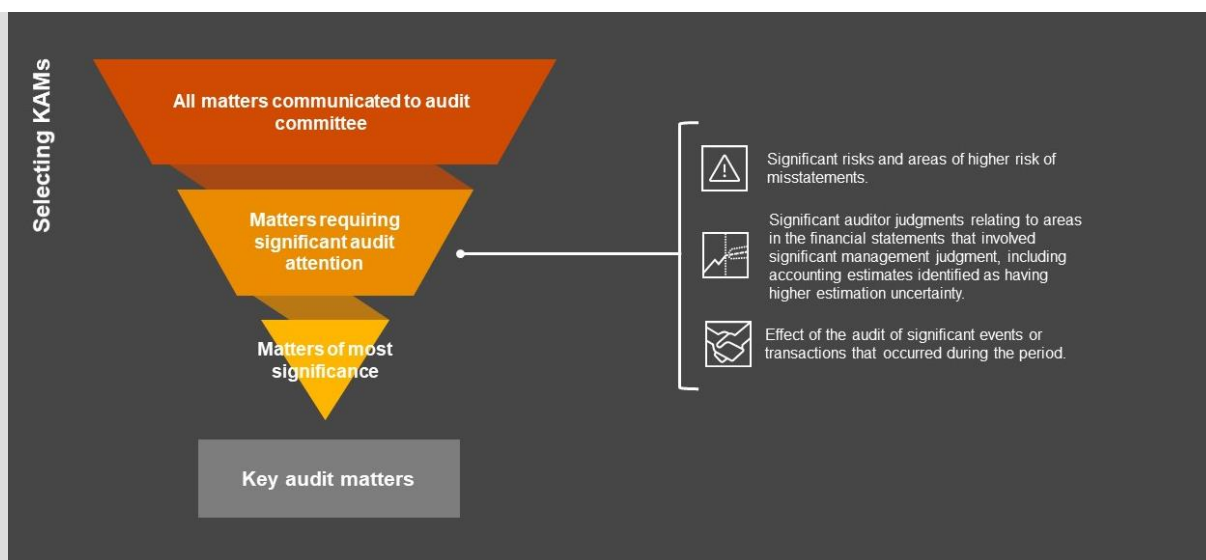 Selecting KAMs
All matters communicated to audit
committee
Matters requiring
significant audit
attention
Matters of most
significance
Key audit matters
Significant risks and areas of higher risk of
misstatements.
Significant auditor judgments relating to areas
in the financial statements that involved
significant management judgment, including
accounting estimates identified as having
higher estimation uncertainty.
Effect of the audit of significant events or
transactions that occurred during the period.